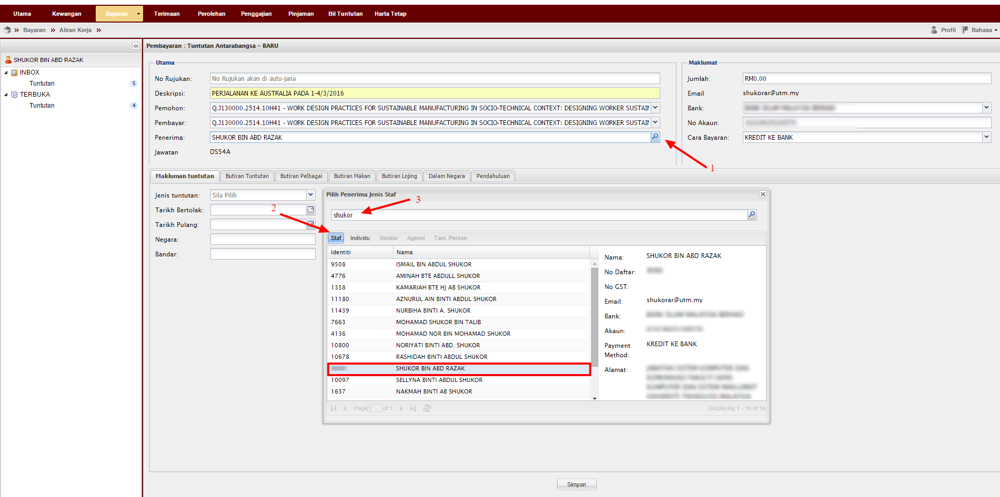 Utama Kewangan Bayaran Terimaan Perolehan Penggajian Pinjaman Bil Tuntutan Harta Tetap
Bayaran Aliran Kerja Profil Bahasa
SHUKOR BIN ABD RAZAK
INBOX
Tuntutan 5
TERBUKA
Tuntutan 4
Pembayaran : Tuntutan Antarabangsa – BARU
Utama
No Rujukan: No Rujukan akan di auto-jana
Deskripsi: PERJALANAN KE AUSTRALIA PADA 1-4/3/2016
Pemohon: Q.J130000.2514.10H41 - WORK DESIGN PRACTICES FOR SUSTAINABLE MANUFACTURING IN SOCIO-TECHNICAL CONTEXT: DESIGNING WORKER SUSTAIN
Pembayar: Q.J130000.2514.10H41 - WORK DESIGN PRACTICES FOR SUSTAINABLE MANUFACTURING IN SOCIO-TECHNICAL CONTEXT: DESIGNING WORKER SUSTAIN
Penerima: SHUKOR BIN ABD RAZAK
Jawatan DS54A
Maklumat
Jumlah: RM0.00
Email shukorar@utm.my
Bank:
No Akaun:
Cara Bayaran: KREDIT KE BANK
1
Makluman tuntutan Butiran Tuntutan Butiran Pelbagai Butiran Makan Butiran Lojing Dalam Negara Pendahuluan
Jenis tuntutan: Sila Pilih
Tarikh Bertolak:
Tarikh Pulang:
Negara:
Bandar:
2
Pilih Penerima Jenis Staf
3
shukor
Staf Individu Vendor Agensi Tam. Person
Identiti Nama
9508 ISMAIL BIN ABDUL SHUKOR
4776 AMINAH BTE ABDULL SHUKOR
1358 KAMARIAH BTE HJ AB SHUKOR
11180 AZNURUL AIN BINTI ABDUL SHUKOR
11439 NURBIHA BINTI A. SHUKOR
7663 MOHAMAD SHUKOR BIN TALIB
4136 MOHAMAD NOR BIN MOHAMAD SHUKOR
10800 NORIYATI BINTI ABD. SHUKOR
10678 RASHIDAH BINTI ABDUL SHUKOR
SHUKOR BIN ABD RAZAK
10097 SELLYNA BINTI ABDUL SHUKOR
1637 NAKMAH BINTI AB SHUKOR
Nama: SHUKOR BIN ABD RAZAK
No Daftar:
No GST:
Email: shukorar@utm.my
Bank:
Akaun:
Payment KREDIT KE BANK
Method:
Alamat:
Page 1 of 1 Displaying 1 - 16 of 16
Simpan